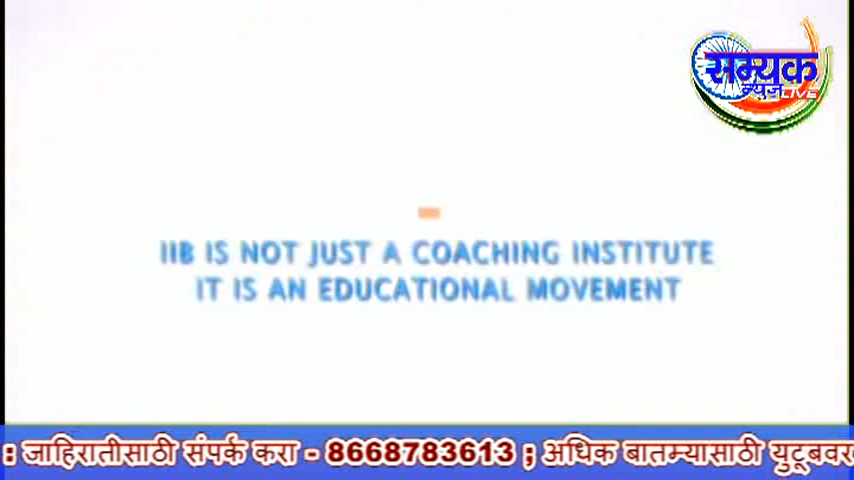 सम्यक
न्यूज LIVE
IIB IS NOT JUST A COACHING INSTITUTE
IT IS AN EDUCATIONAL MOVEMENT
: जाहिरातीसाठी संपर्क करा - 8668783613 ; अधिक बातम्यासाठी युटूबवर